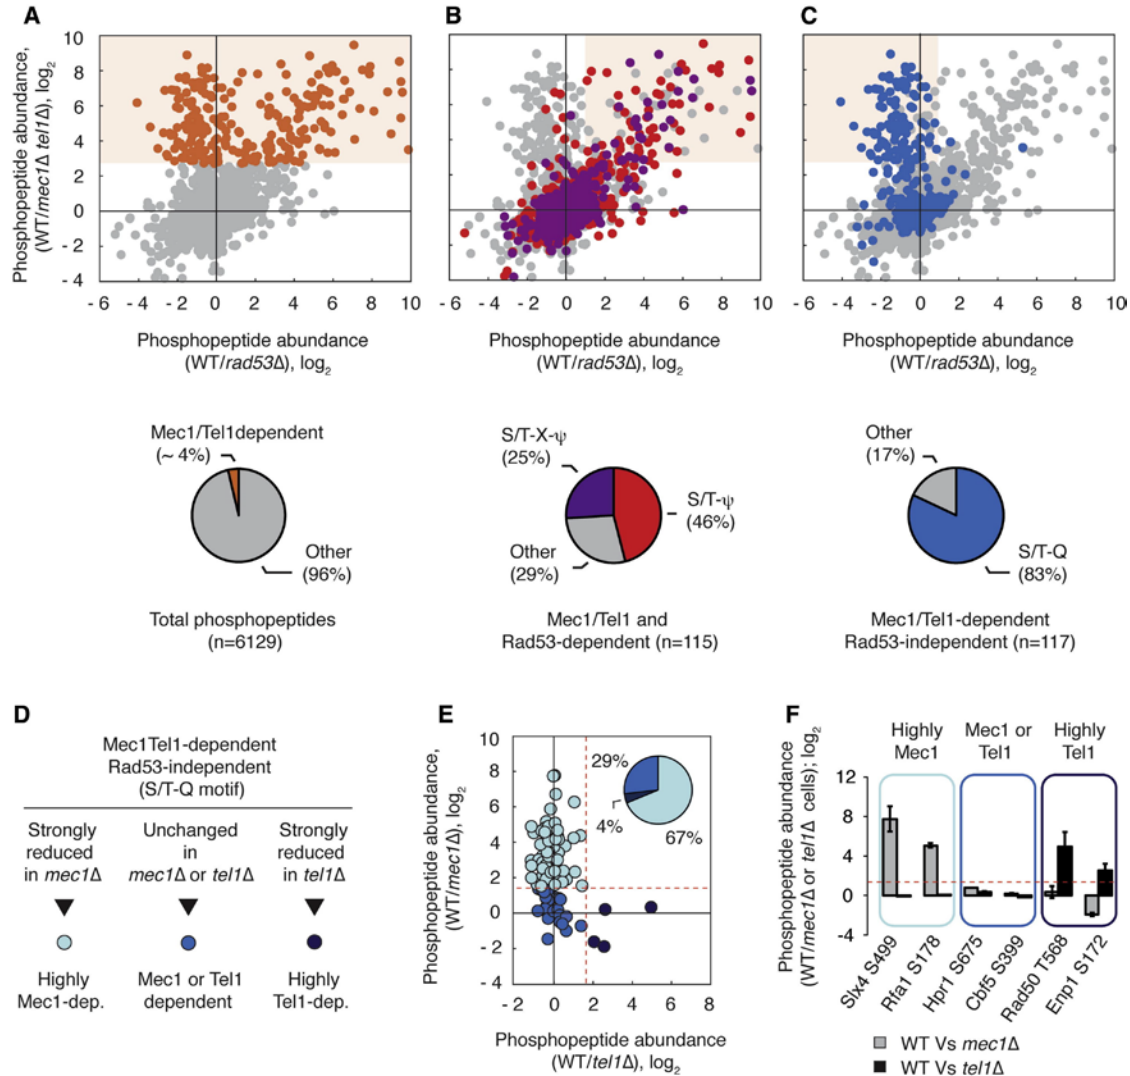 A
B
C
Phosphopeptide abundance,
(WT/mec1Δ tel1Δ), log2
10
8
6
4
2
0
- 2
- 4
- 6 - 4 - 2 0 2 4 6 8 10
- 6 - 4 - 2 0 2 4 6 8 10
- 6 - 4 - 2 0 2 4 6 8 10
Phosphopeptide abundance
(WT/rad53Δ), log2
Phosphopeptide abundance
(WT/rad53Δ), log2
Phosphopeptide abundance
(WT/rad53Δ), log2
Mec1/Tel1dependent
(~ 4%)
Other
(96%)
Total phosphopeptides
(n=6129)
S/T-X-ψ
(25%)
S/T-ψ
(46%)
Other
(29%)
Mec1/Tel1 and
Rad53-dependent (n=115)
Other
(17%)
S/T-Q
(83%)
Mec1/Tel1-dependent
Rad53-independent (n=117)
D
Mec1Tel1-dependent
Rad53-independent
(S/T-Q motif)
Strongly
reduced
in mec1Δ
Unchanged
in
mec1Δ or tel1Δ
Strongly
reduced
in tel1Δ
Highly
Mec1-dep.
Mec1 or Tel1
dependent
Highly
Tel1-dep.
E
Phosphopeptide abundance,
(WT/mec1Δ), log2
10
8
6
4
2
0
- 2
- 4
29%
4%
67%
- 2 0 2 4 6 8
Phosphopeptide abundance
(WT/tel1Δ), log2
F
Highly
Mec1
Mec1 or
Tel1
Highly
Tel1
Phosphopeptide abundance
(WT/mec1Δ or tel1Δ cells); log2
12
8
4
0
-4
Slx4 S499
Rfa1 S178
Hpr1 S675
Cbf5 S399
Rad50 T568
Enp1 S172
WT Vs mec1Δ
WT Vs tel1Δ